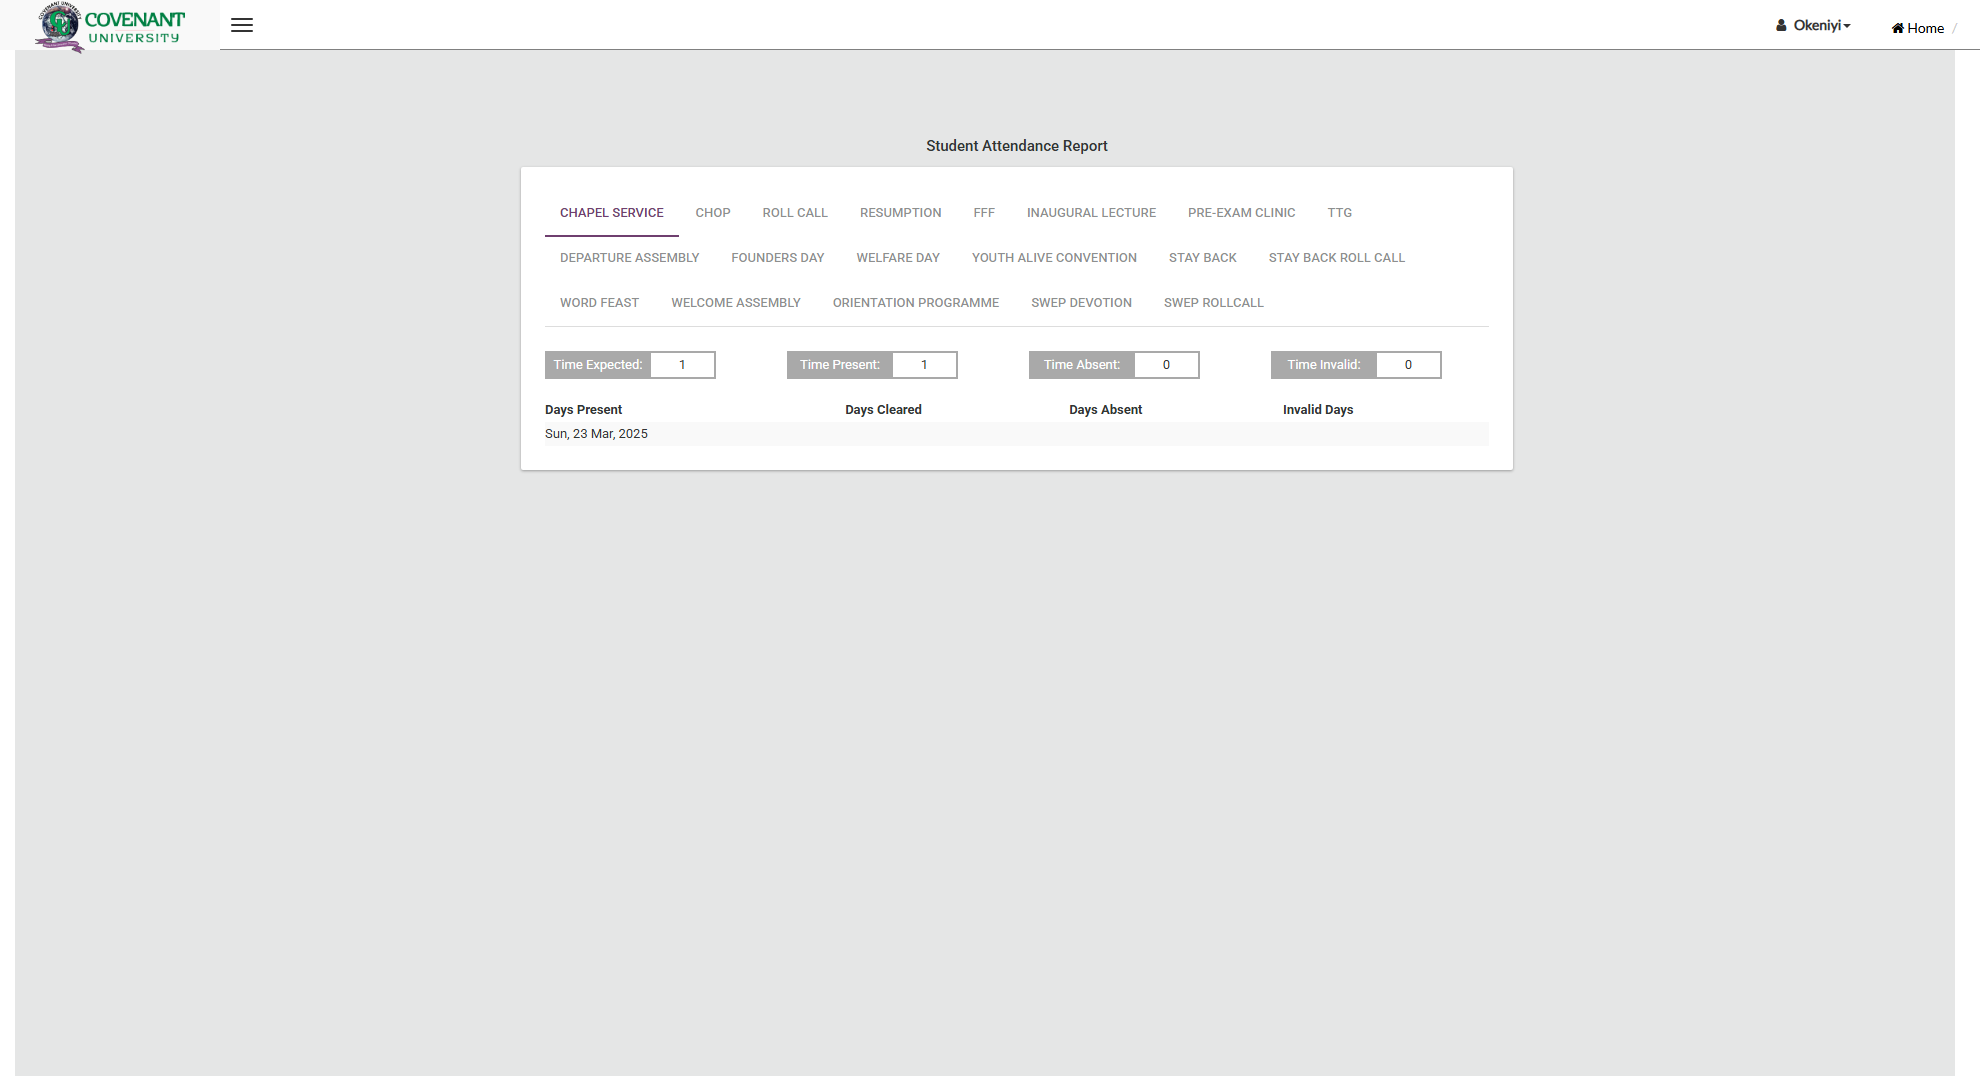 COVENANT UNIVERSITY
COVENANT
UNIVERSITY
Okeniyi
Home /
Student Attendance Report
CHAPEL SERVICE CHOP ROLL CALL RESUMPTION FFF INAUGURAL LECTURE PRE-EXAM CLINIC TTG
DEPARTURE ASSEMBLY FOUNDERS DAY WELFARE DAY YOUTH ALIVE CONVENTION STAY BACK STAY BACK ROLL CALL
WORD FEAST WELCOME ASSEMBLY ORIENTATION PROGRAMME SWEP DEVOTION SWEP ROLLCALL
Time Expected: 1 Time Present: 1 Time Absent: 0 Time Invalid: 0
Days Present Days Cleared Days Absent Invalid Days
Sun, 23 Mar, 2025